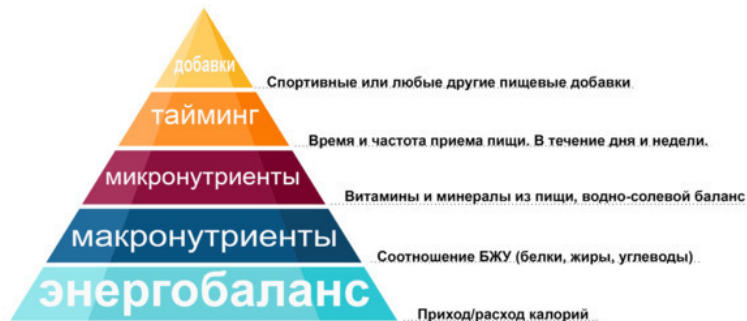 добавки
Спортивные или любые другие пищевые добавки
тайминг
Время и частота приема пищи. В течение дня и недели.
микронутриенты
Витамины и минералы из пищи, водно-солевой баланс
макронутриенты
Соотношение БЖУ (белки, жиры, углеводы)
энергобаланс
Приход/расход калорий